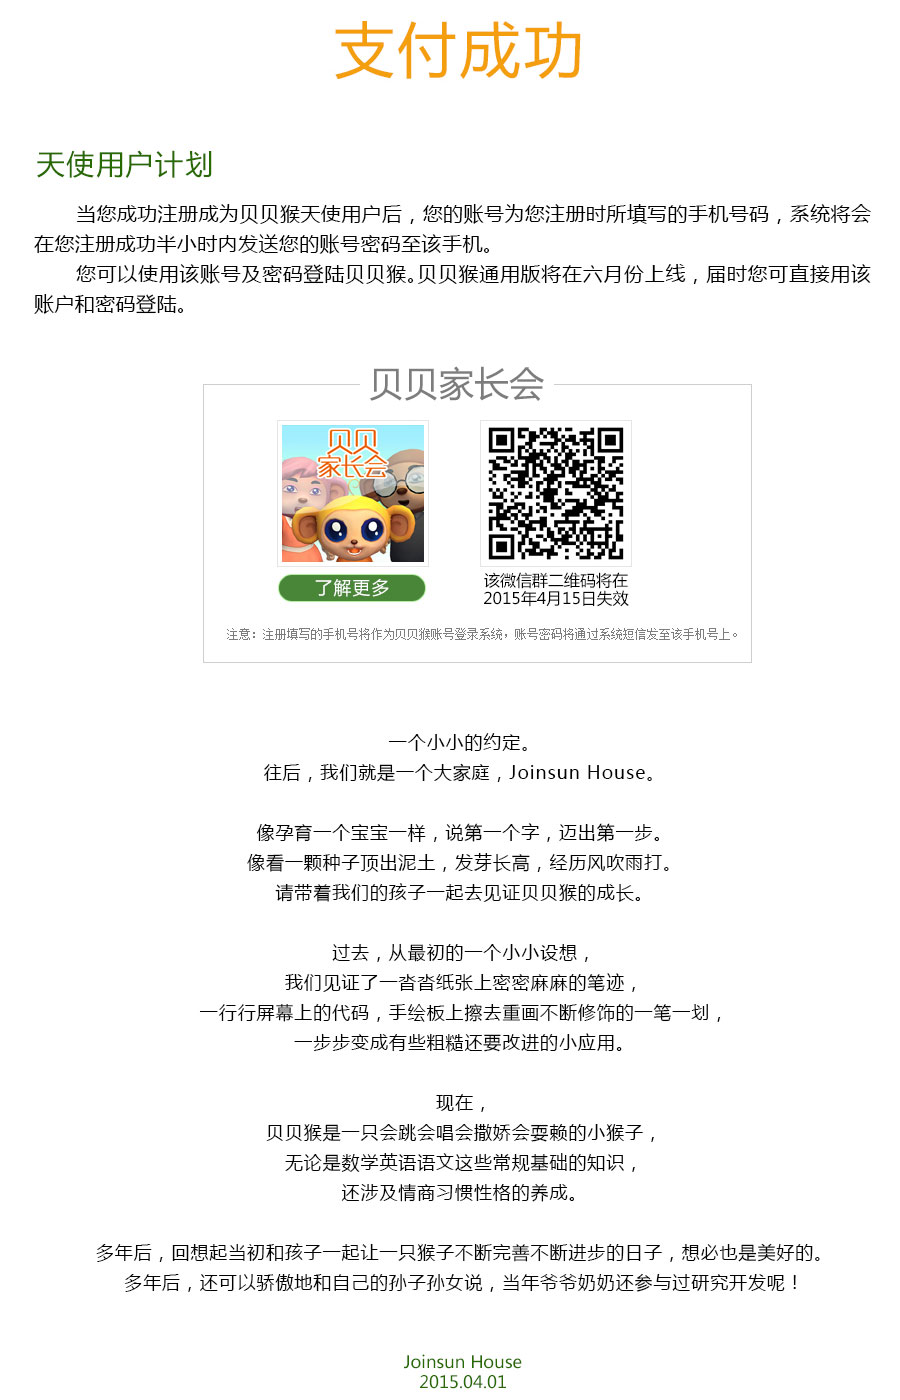 支付成功
天使用户计划
当您成功注册成为贝贝猴天使用户后，您的账号为您注册时所填写的手机号码，系统将会
在您注册成功半小时内发送您的账号密码至该手机。
您可以使用该账号及密码登陆贝贝猴。贝贝猴通用版将在六月份上线，届时您可直接用该
账户和密码登陆。
贝贝家长会
贝贝
家长会
了解更多
该微信群二维码将在
2015年4月15日失效
注意：注册填写的手机号将作为贝贝猴账号登录系统，账号密码将通过系统短信发至该手机号上。
一个小小的约定。
往后，我们就是一个大家庭，Joinsun House。
像孕育一个宝宝一样，说第一个字，迈出第一步。
像看一颗种子顶出泥土，发芽长高，经历风吹雨打。
请带着我们的孩子一起去见证贝贝猴的成长。
过去，从最初的一个小小设想，
我们见证了一沓沓纸张上密密麻麻的笔迹，
一行行屏幕上的代码，手绘板上擦去重画不断修饰的一笔一划，
一步步变成有些粗糙还要改进的小应用。
现在，
贝贝猴是一只会跳会唱会撒娇会耍赖的小猴子，
无论是数学英语语文这些常规基础的知识，
还涉及情商习惯性格的养成。
多年后，回想起当初和孩子一起让一只猴子不断完善不断进步的日子，想必也是美好的。
多年后，还可以骄傲地和自己的孙子孙女说，当年爷爷奶奶还参与过研究开发呢！
Joinsun House
2015.04.01